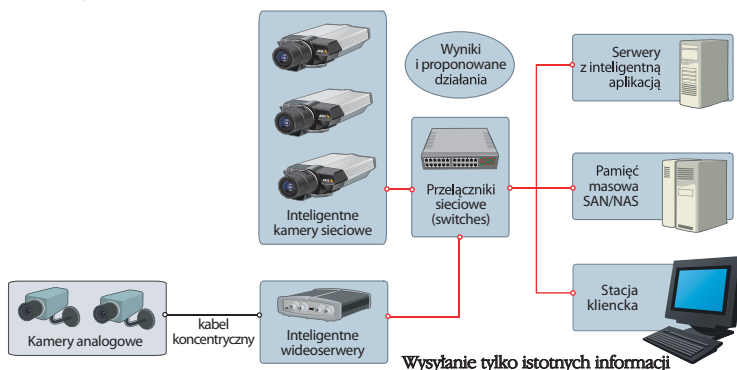 Wyniki
i proponowane
działania
Serwery
z inteligentną
aplikacją
Inteligentne
kamery sieciowe
Przełączniki
sieciowe
(switches)
Pamięć
masowa
SAN/NAS
Stacja
kliencka
Kamery analogowe
kabel
koncentryczny
Inteligentne
wideoserwery
Wysyłanie tylko istotnych informacji